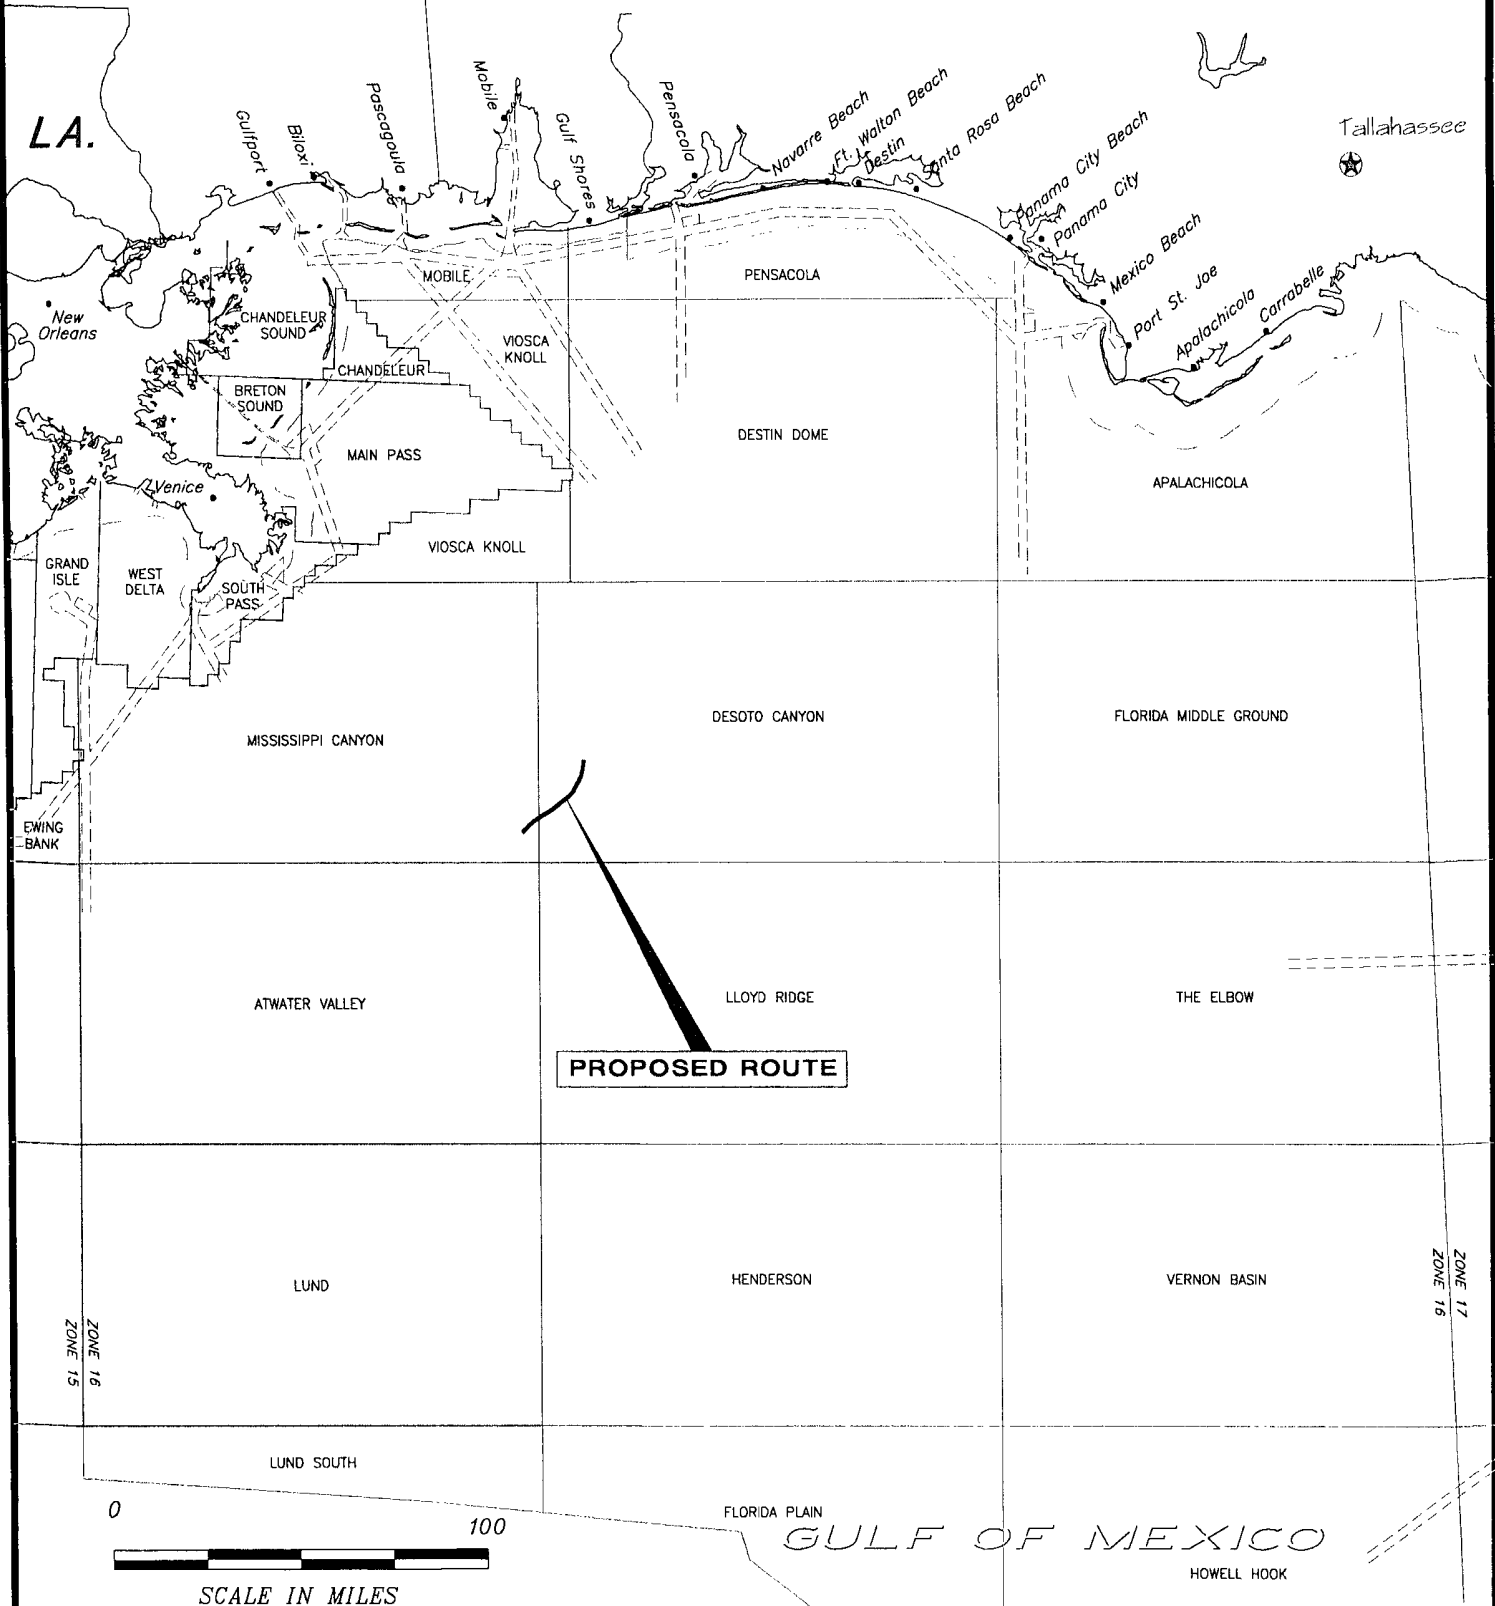 LA.
Gulfport
Biloxi
Pascagoula
Mobile
Gulf Shores
Pensacola
Navarre Beach
Ft. Walton Beach
Destin
Santa Rosa Beach
Panama City Beach
Panama City
Mexico Beach
Port St. Joe
Apalachicola
Carrabelle
Tallahassee
New
Orleans
Venice
MOBILE
PENSACOLA
CHANDELEUR
SOUND
VIOSCA
KNOLL
CHANDELEUR
BRETON
SOUND
MAIN PASS
DESTIN DOME
APALACHICOLA
VIOSCA KNOLL
GRAND
ISLE
WEST
DELTA
SOUTH
PASS
MISSISSIPPI CANYON
DESOTO CANYON
FLORIDA MIDDLE GROUND
EWING
BANK
ATWATER VALLEY
LLOYD RIDGE
THE ELBOW
PROPOSED ROUTE
LUND
HENDERSON
VERNON BASIN
ZONE 15
ZONE 16
ZONE 16
ZONE 17
LUND SOUTH
FLORIDA PLAIN
GULF OF MEXICO
HOWELL HOOK
0
100
SCALE IN MILES